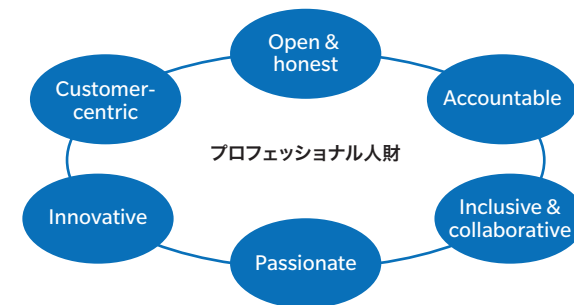 Open &
honest
Customer-
centric
Accountable
プロフェッショナル人財
Innovative
Inclusive &
collaborative
Passionate